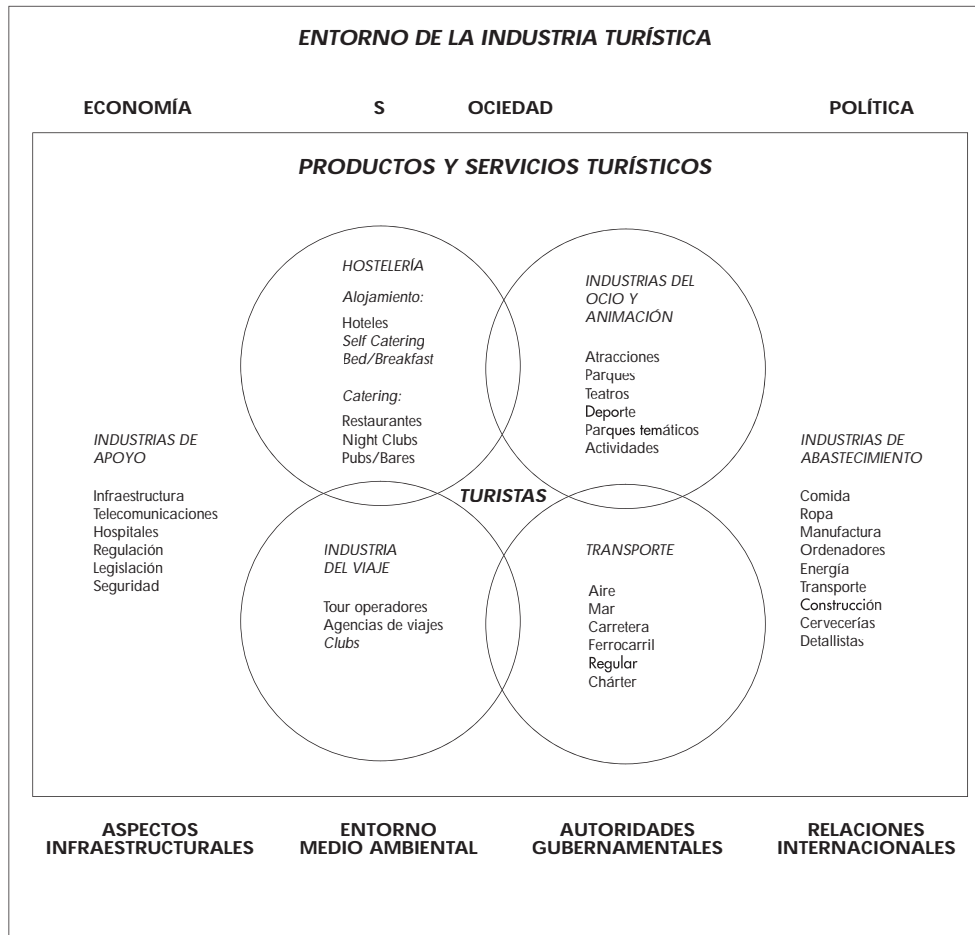 ENTORNO DE LA INDUSTRIA TURÍSTICA
ECONOMÍA S OCIEDAD POLÍTICA
PRODUCTOS Y SERVICIOS TURÍSTICOS
HOSTELERÍA
Alojamiento:
Hoteles
Self Catering
Bed/Breakfast
Catering:
Restaurantes
Night Clubs
Pubs/Bares
INDUSTRIAS DEL
OCIO Y
ANIMACIÓN
Atracciones
Parques
Teatros
Deporte
Parques temáticos
Actividades
INDUSTRIAS DE
APOYO
Infraestructura
Telecomunicaciones
Hospitales
Regulación
Legislación
Seguridad
TURISTAS
INDUSTRIAS DE
ABASTECIMIENTO
Comida
Ropa
Manufactura
Ordenadores
Energía
Transporte
Construcción
Cervecerías
Detallistas
INDUSTRIA
DEL VIAJE
Tour operadores
Agencias de viajes
Clubs
TRANSPORTE
Aire
Mar
Carretera
Ferrocarril
Regular
Chárter
ASPECTOS
INFRAESTRUCTURALES
ENTORNO
MEDIO AMBIENTAL
AUTORIDADES
GUBERNAMENTALES
RELACIONES
INTERNACIONALES